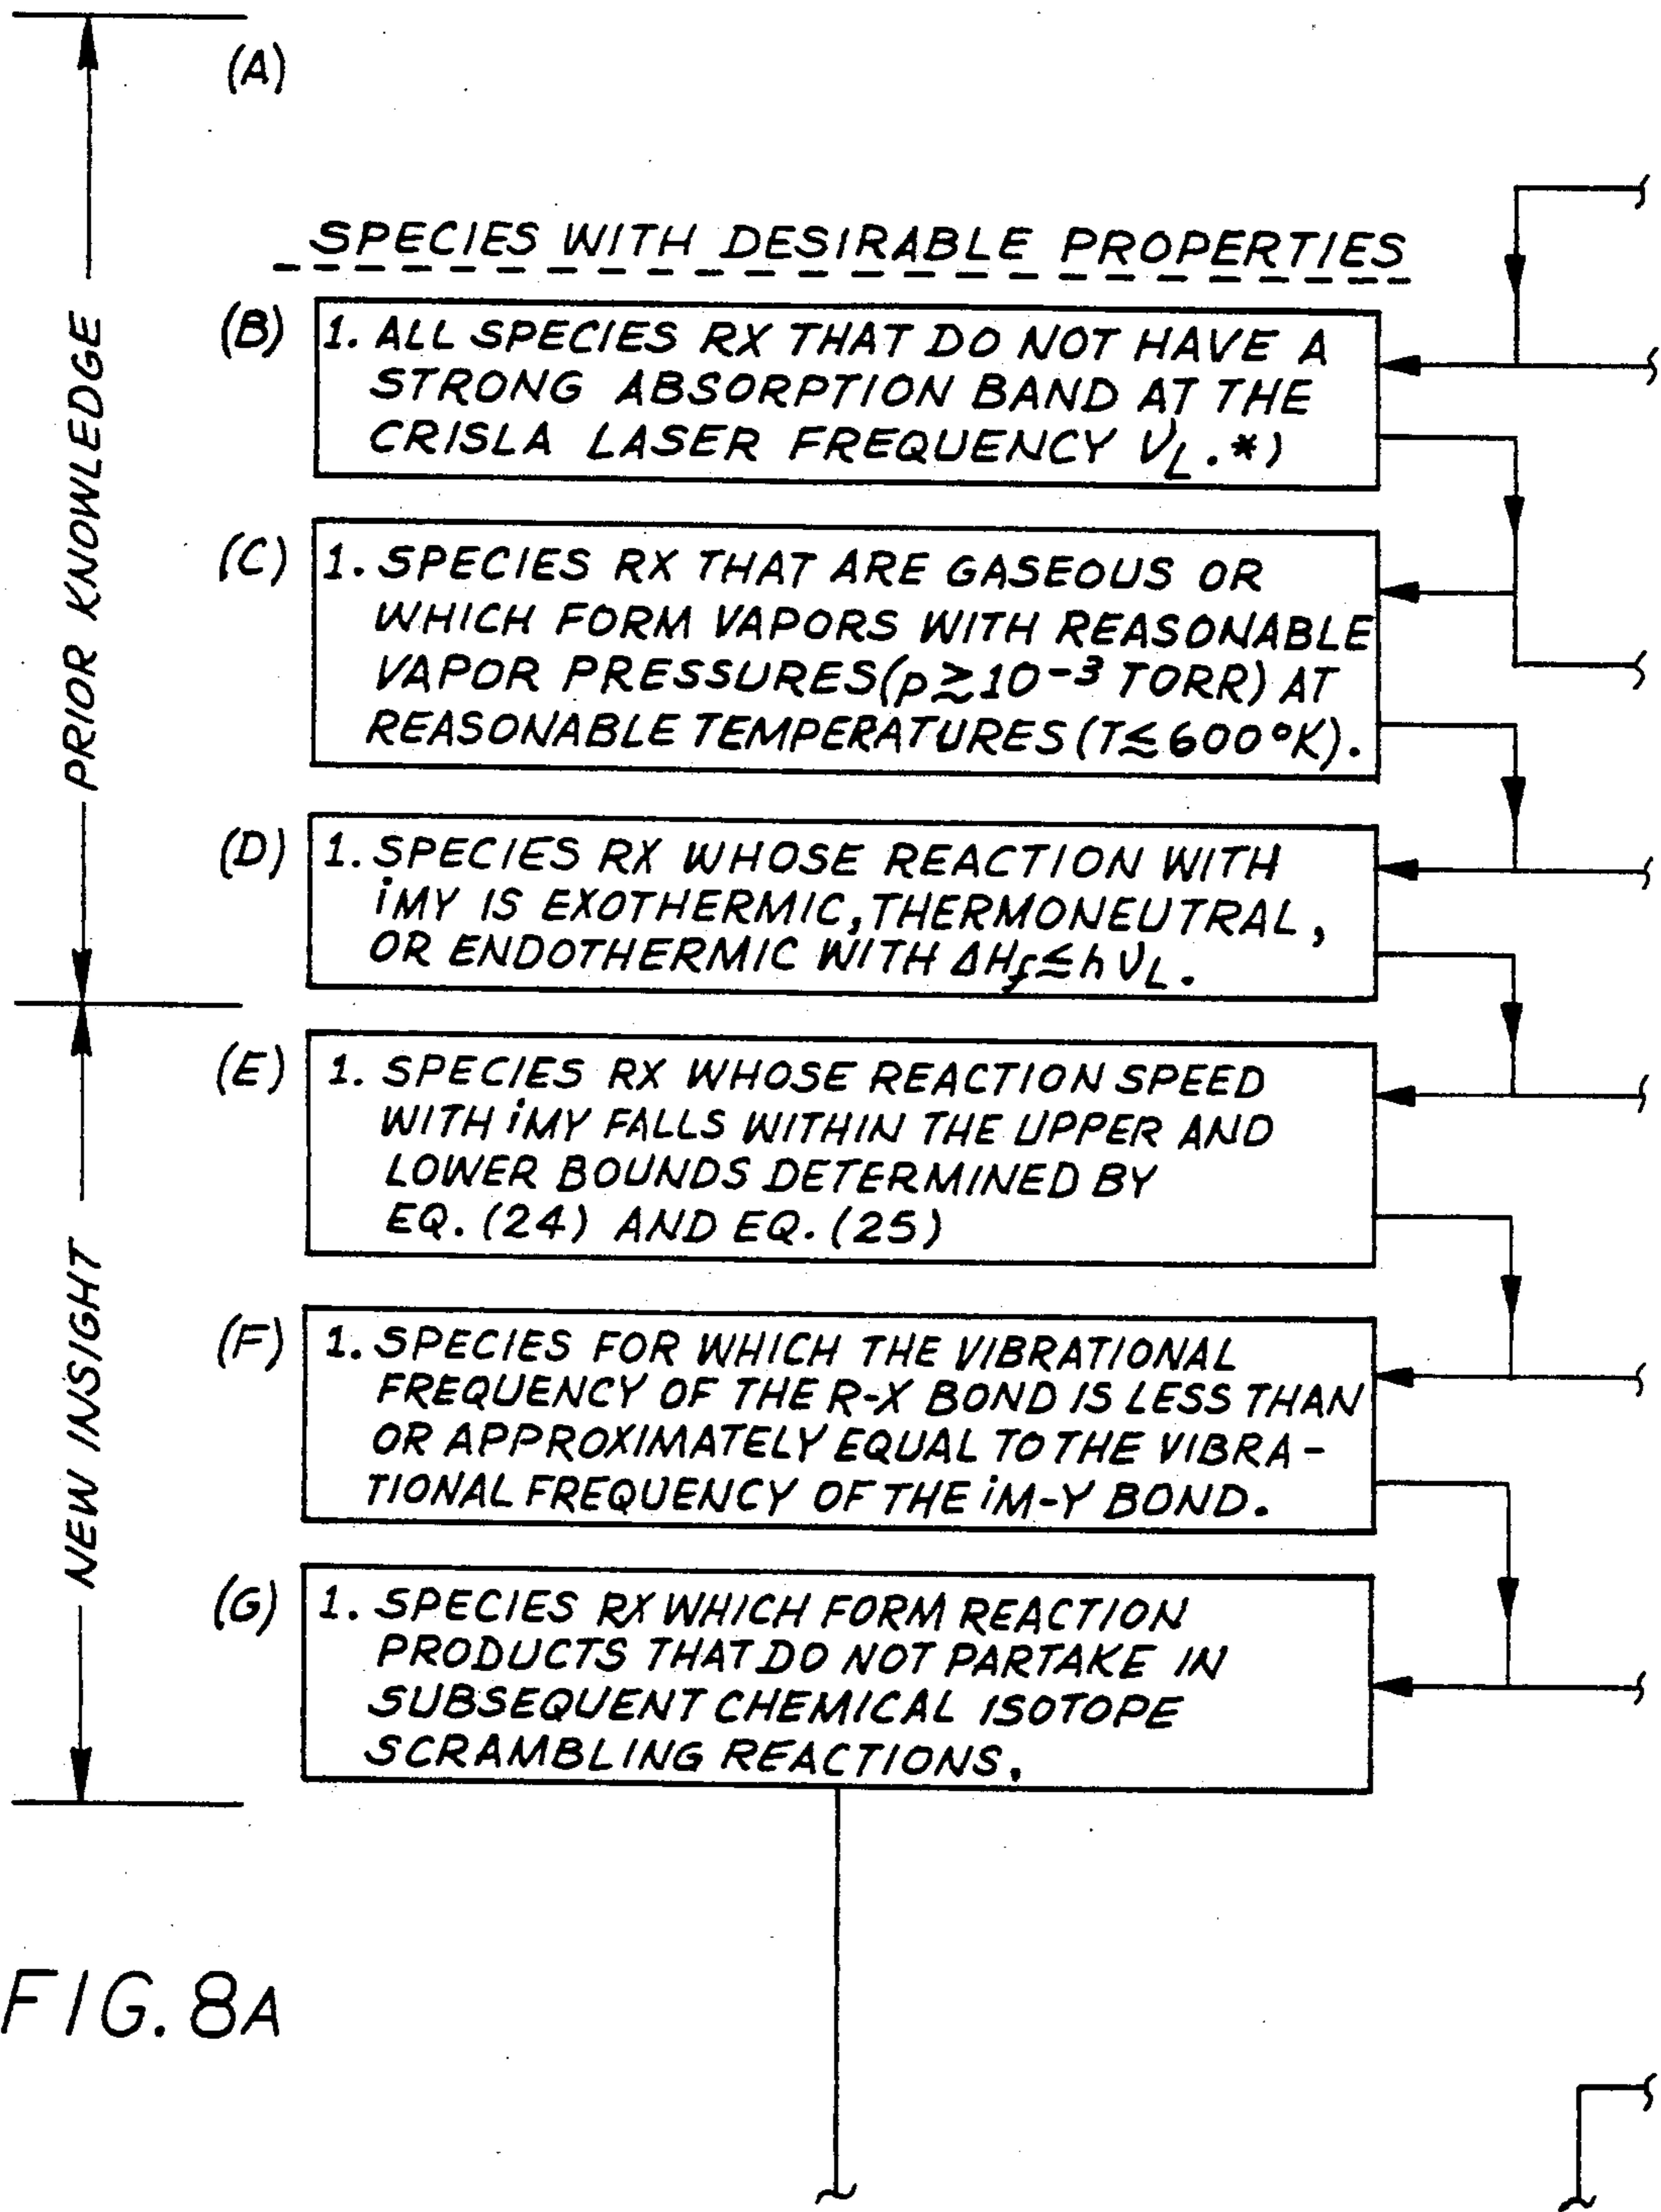 (A)
SPECIES WITH DESIRABLE PROPERTIES
PRIOR KNOWLEDGE
(B)
1. ALL SPECIES RX THAT DO NOT HAVE A
STRONG ABSORPTION BAND AT THE
CRISLA LASER FREQUENCY νL.*)
(C)
1. SPECIES RX THAT ARE GASEOUS OR
WHICH FORM VAPORS WITH REASONABLE
VAPOR PRESSURES (p≳10-3 TORR) AT
REASONABLE TEMPERATURES (T≲600°K).
(D)
1. SPECIES RX WHOSE REACTION WITH
iMY IS EXOTHERMIC, THERMONEUTRAL,
OR ENDOTHERMIC WITH ΔHf≲hνL.
NEW INSIGHT
(E)
1. SPECIES RX WHOSE REACTION SPEED
WITH iMY FALLS WITHIN THE UPPER AND
LOWER BOUNDS DETERMINED BY
EQ. (24) AND EQ. (25)
(F)
1. SPECIES FOR WHICH THE VIBRATIONAL
FREQUENCY OF THE R-X BOND IS LESS THAN
OR APPROXIMATELY EQUAL TO THE VIBRA-
TIONAL FREQUENCY OF THE iM-Y BOND.
(G)
1. SPECIES RX WHICH FORM REACTION
PRODUCTS THAT DO NOT PARTAKE IN
SUBSEQUENT CHEMICAL ISOTOPE
SCRAMBLING REACTIONS.
FIG. 8A